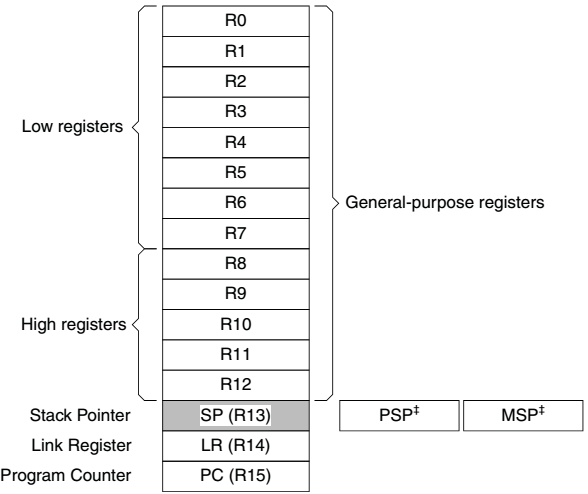 R0
R1
R2
R3
Low registers
R4
R5
R6
General-purpose registers
R7
R8
R9
High registers
R10
R11
R12
Stack Pointer SP (R13) PSP‡ MSP‡
Link Register LR (R14)
Program Counter PC (R15)